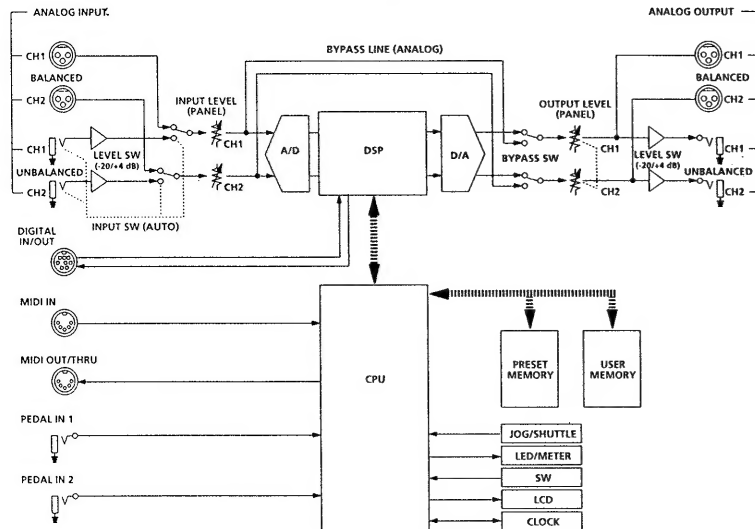 ANALOG INPUT.
ANALOG OUTPUT
CH1
BALANCED
CH2
BYPASS LINE (ANALOG)
CH1
BALANCED
CH2
INPUT LEVEL
(PANEL)
OUTPUT LEVEL
(PANEL)
CH1
CH2
A/D
DSP
D/A
BYPASS SW
CH1
CH2
CH1
UNBALANCED
CH2
LEVEL SW
(-20/+4 dB)
INPUT SW (AUTO)
LEVEL SW
(-20/+4 dB)
CH1
UNBALANCED
CH2
DIGITAL
IN/OUT
MIDI IN
MIDI OUT/THRU
PEDAL IN 1
PEDAL IN 2
CPU
PRESET
MEMORY
USER
MEMORY
JOG/SHUTTLE
LED/METER
SW
LCD
CLOCK